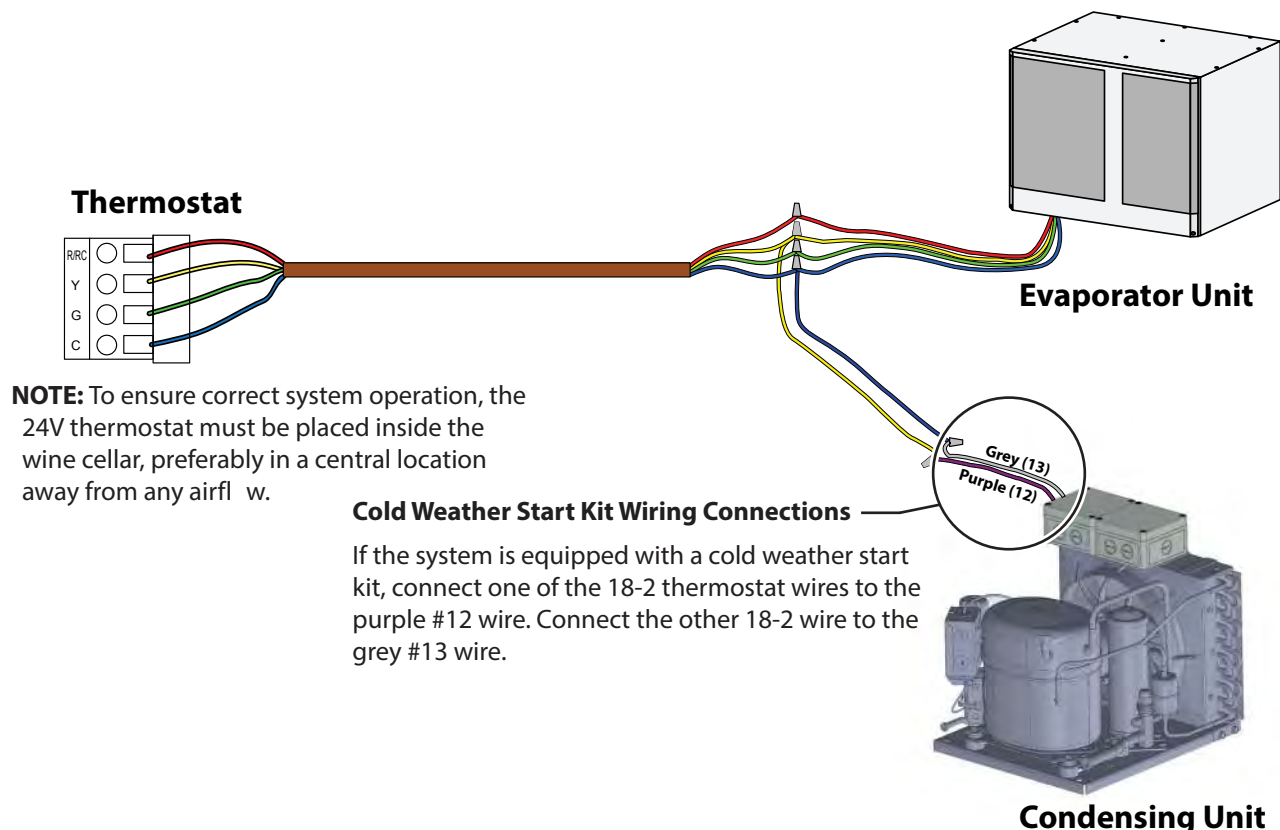 Thermostat
R/RC
Y
G
C
Evaporator Unit
NOTE: To ensure correct system operation, the
24V thermostat must be placed inside the
wine cellar, preferably in a central location
away from any airfl w.
Grey (13)
Purple (12)
Cold Weather Start Kit Wiring Connections
If the system is equipped with a cold weather start
kit, connect one of the 18-2 thermostat wires to the
purple #12 wire. Connect the other 18-2 wire to the
grey #13 wire.
Condensing Unit